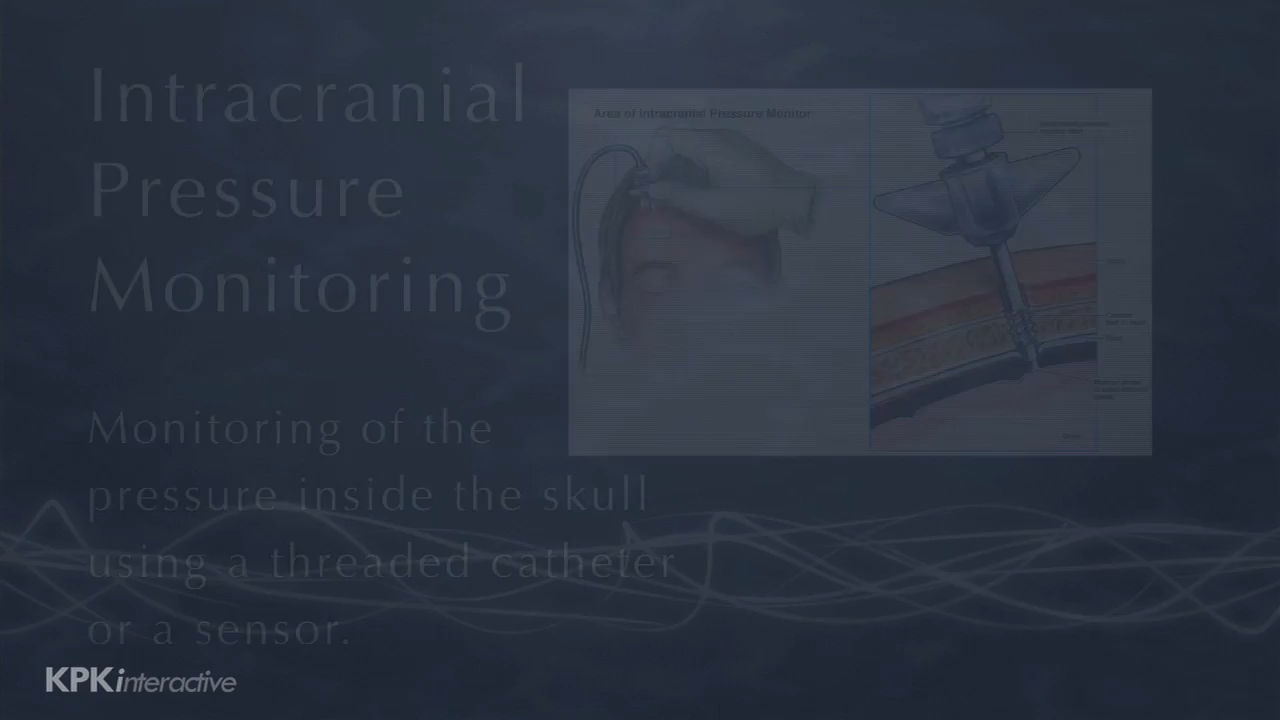 Intracranial
Pressure
Monitoring
Area of Intracranial Pressure Monitor
Monitoring of the
pressure inside the skull
using a threaded catheter
or a sensor.
KPKinteractive